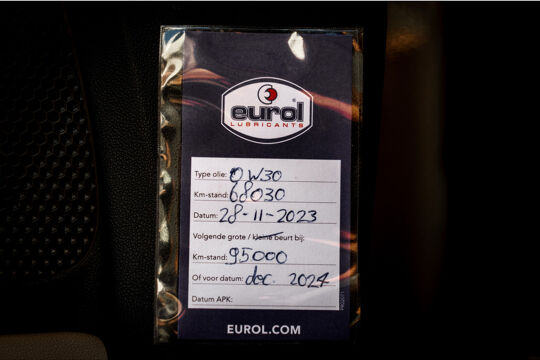 eurol
LUBRICANTS
Type olie: 0W30
Km-stand: 68030
Datum: 28-11-2023
Volgende grote / kleine beurt bij:
Km-stand: 95000
Of voor datum: dec. 2024
Datum APK:
EUROL.COM